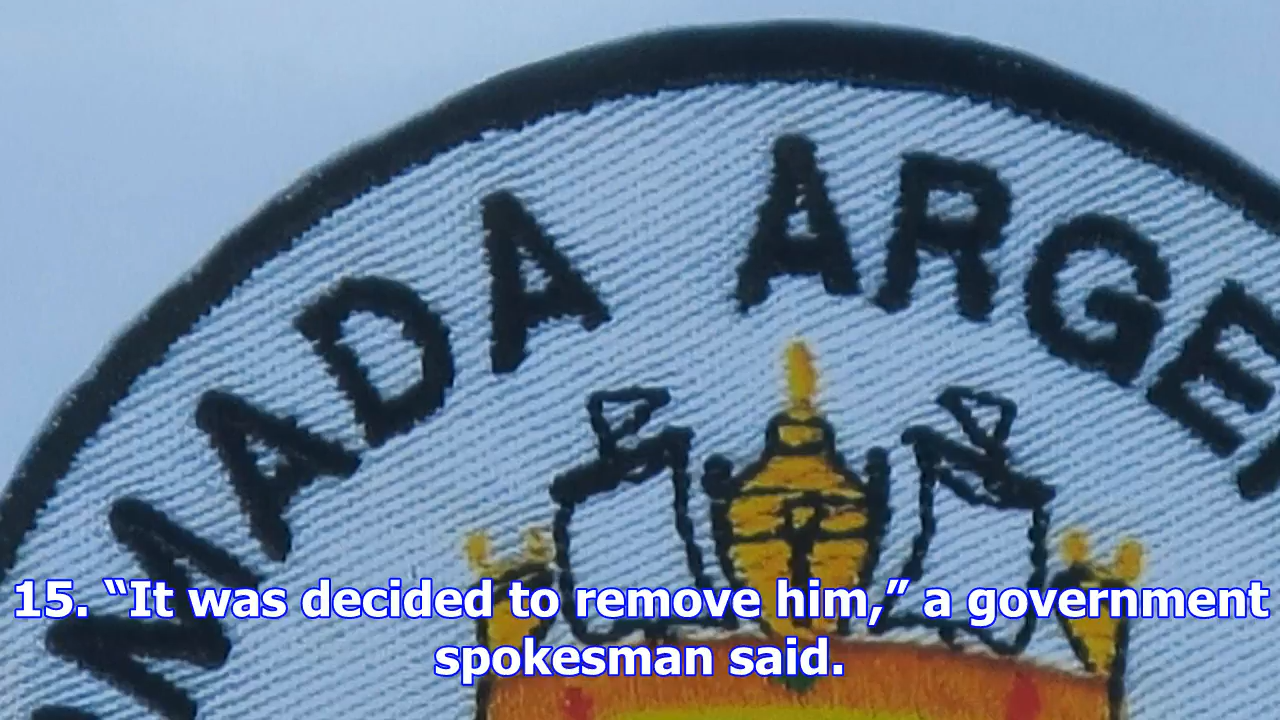 MADA ARGE
15. “It was decided to remove him,” a government
spokesman said.